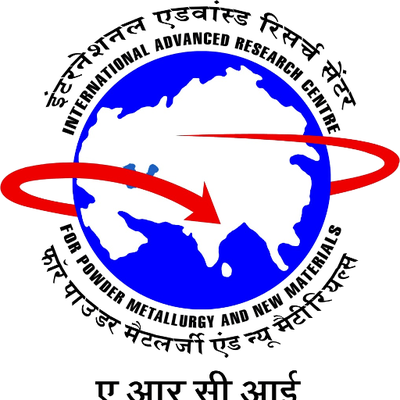 इंटरनेशनल एडवांस्ड रिसर्च सेंटर
INTERNATIONAL ADVANCED RESEARCH CENTRE
FOR POWDER METALLURGY AND NEW MATERIALS
फॉर पाउडर मैटलर्जी एंड न्यू मैटीरियल्स
ए आर सी आई